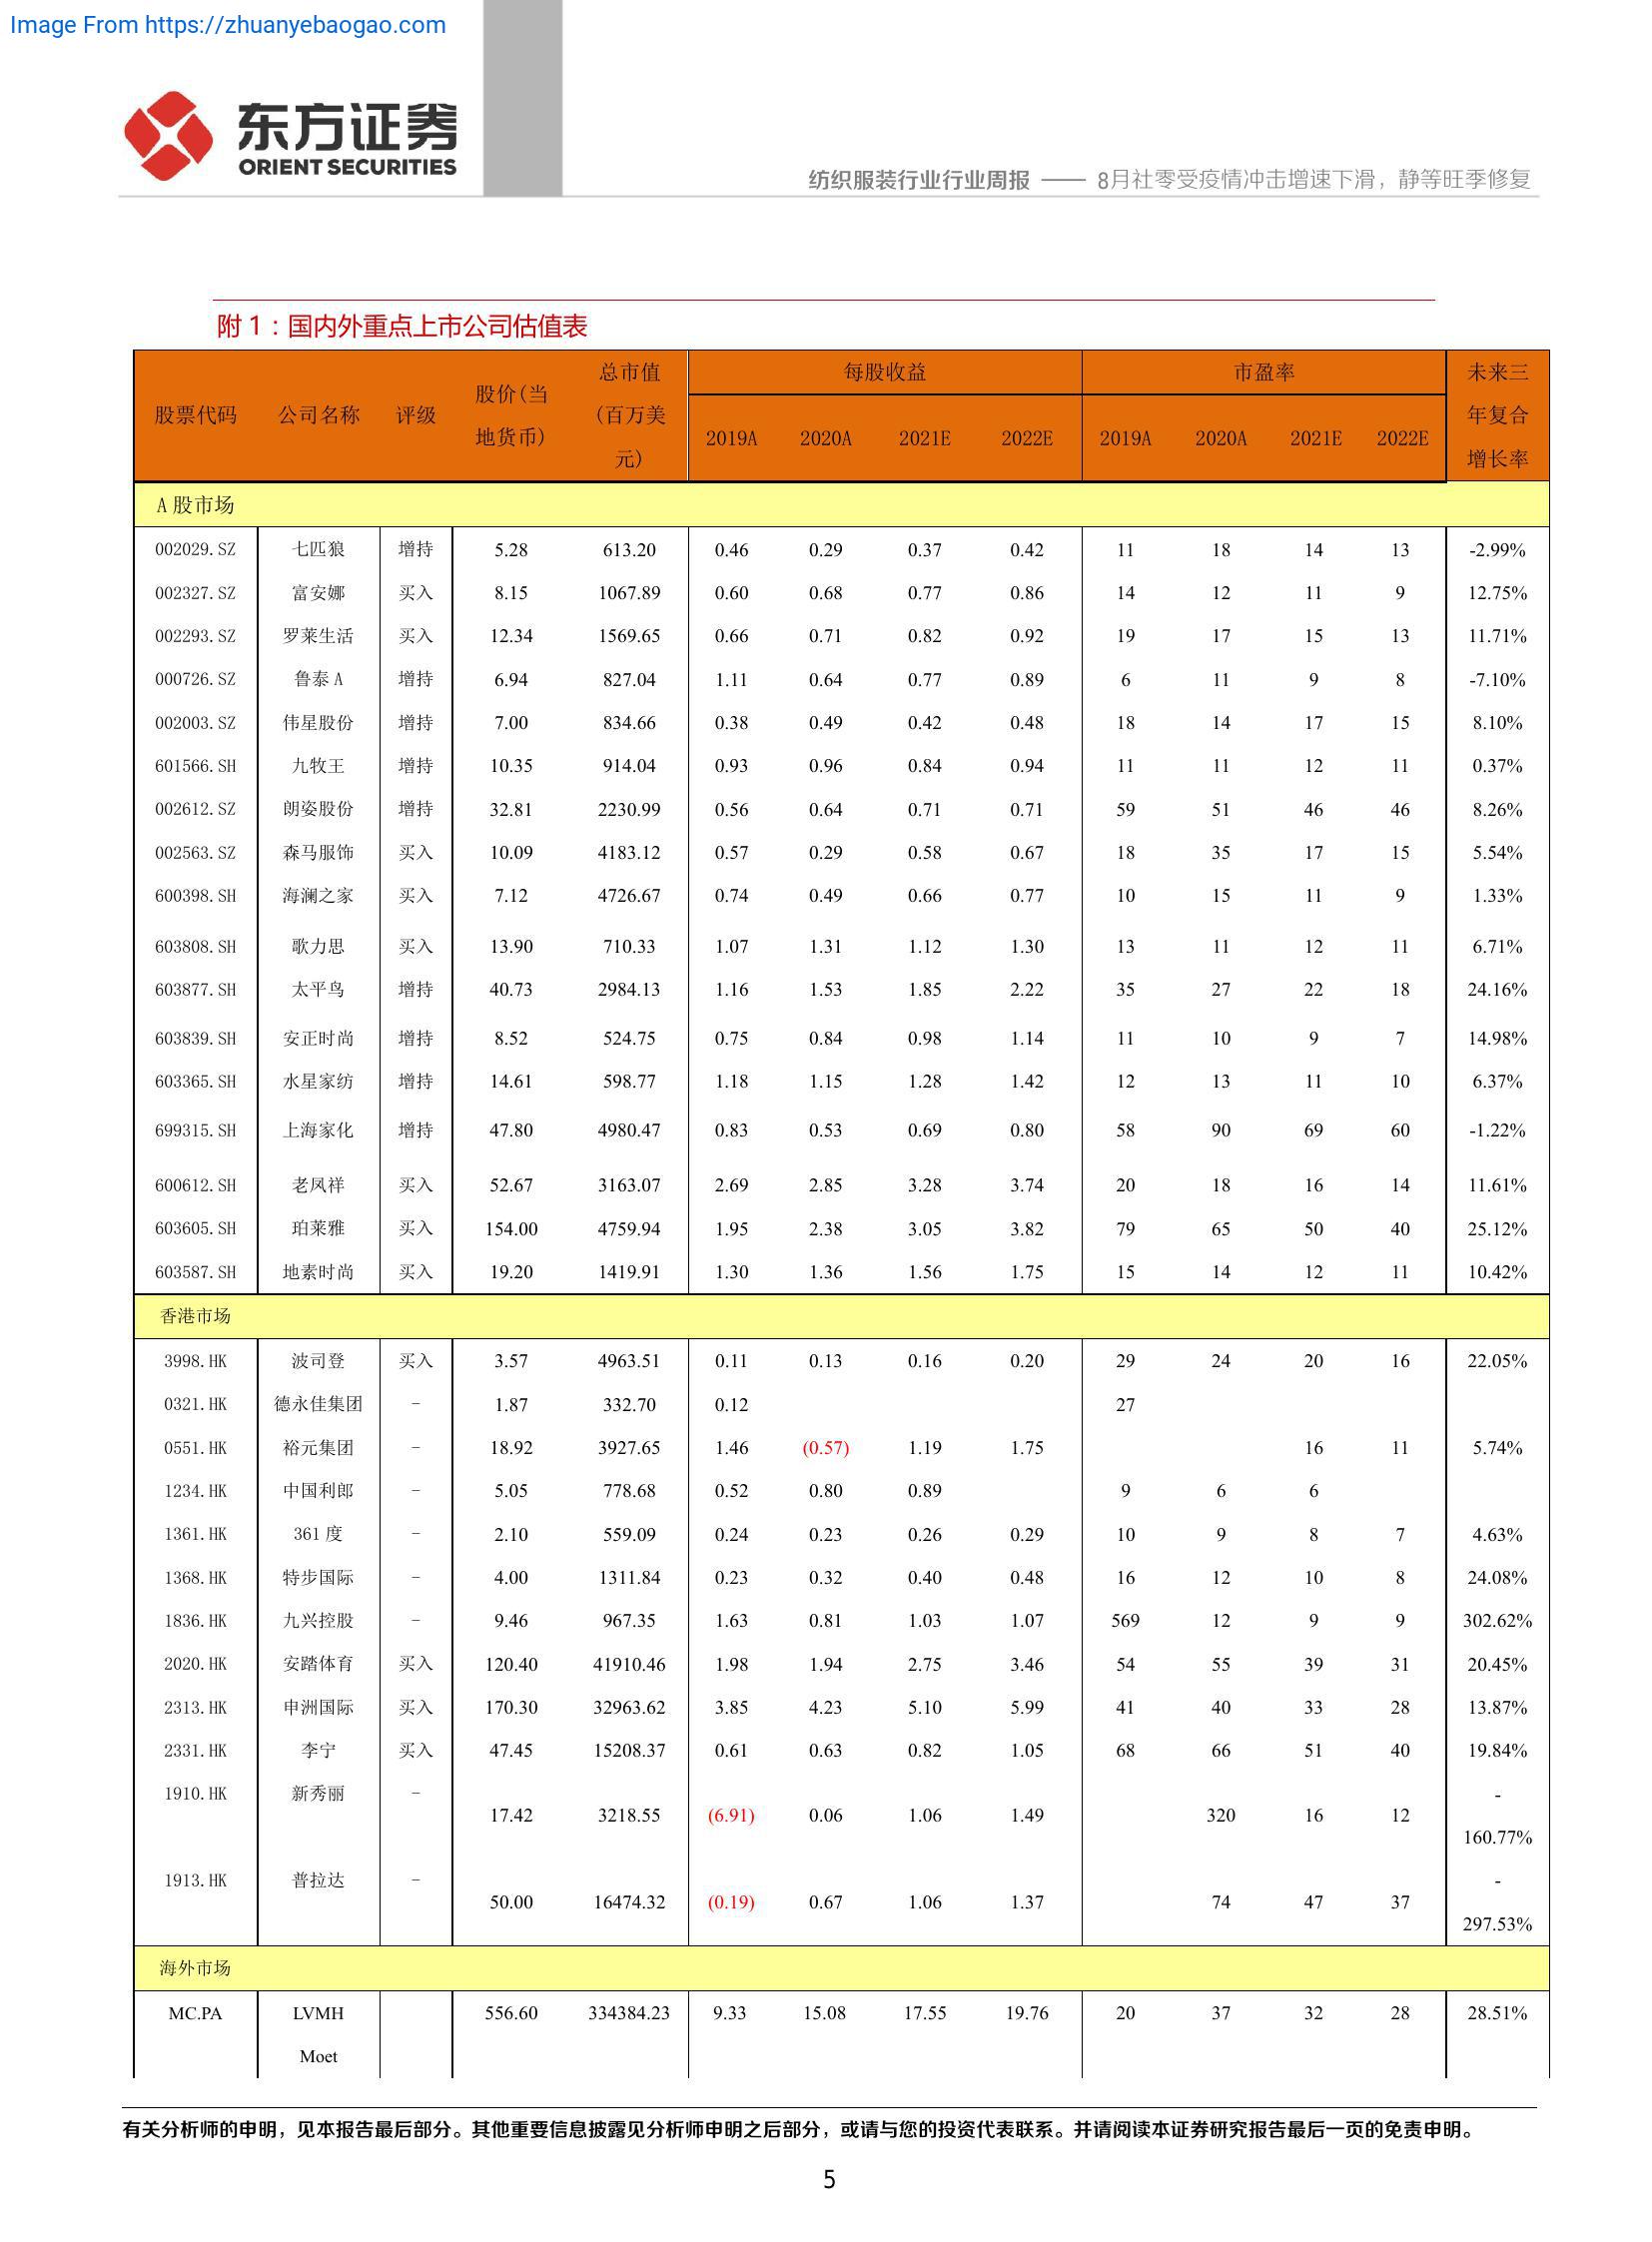 Image From https://zhuanyebaogao.com
东方证券
ORIENT SECURITIES
纺织服装行业行业周报 —— 8月社零受疫情冲击增速下滑，静等旺季修复
附 1：国内外重点上市公司估值表
股票代码 公司名称 评级 股价(当地货币) 总市值(百万美元) 每股收益 市盈率 未来三年复合增长率
2019A 2020A 2021E 2022E 2019A 2020A 2021E 2022E
A 股市场
002029.SZ 七匹狼 增持 5.28 613.20 0.46 0.29 0.37 0.42 11 18 14 13 -2.99%
002327.SZ 富安娜 买入 8.15 1067.89 0.60 0.68 0.77 0.86 14 12 11 9 12.75%
002293.SZ 罗莱生活 买入 12.34 1569.65 0.66 0.71 0.82 0.92 19 17 15 13 11.71%
000726.SZ 鲁泰 A 增持 6.94 827.04 1.11 0.64 0.77 0.89 6 11 9 8 -7.10%
002003.SZ 伟星股份 增持 7.00 834.66 0.38 0.49 0.42 0.48 18 14 17 15 8.10%
601566.SH 九牧王 增持 10.35 914.04 0.93 0.96 0.84 0.94 11 11 12 11 0.37%
002612.SZ 朗姿股份 增持 32.81 2230.99 0.56 0.64 0.71 0.71 59 51 46 46 8.26%
002563.SZ 森马服饰 买入 10.09 4183.12 0.57 0.29 0.58 0.67 18 35 17 15 5.54%
600398.SH 海澜之家 买入 7.12 4726.67 0.74 0.49 0.66 0.77 10 15 11 9 1.33%
603808.SH 歌力思 买入 13.90 710.33 1.07 1.31 1.12 1.30 13 11 12 11 6.71%
603877.SH 太平鸟 增持 40.73 2984.13 1.16 1.53 1.85 2.22 35 27 22 18 24.16%
603839.SH 安正时尚 增持 8.52 524.75 0.75 0.84 0.98 1.14 11 10 9 7 14.98%
603365.SH 水星家纺 增持 14.61 598.77 1.18 1.15 1.28 1.42 12 13 11 10 6.37%
699315.SH 上海家化 增持 47.80 4980.47 0.83 0.53 0.69 0.80 58 90 69 60 -1.22%
600612.SH 老凤祥 买入 52.67 3163.07 2.69 2.85 3.28 3.74 20 18 16 14 11.61%
603605.SH 珀莱雅 买入 154.00 4759.94 1.95 2.38 3.05 3.82 79 65 50 40 25.12%
603587.SH 地素时尚 买入 19.20 1419.91 1.30 1.36 1.56 1.75 15 14 12 11 10.42%
香港市场
3998.HK 波司登 买入 3.57 4963.51 0.11 0.13 0.16 0.20 29 24 20 16 22.05%
0321.HK 德永佳集团 - 1.87 332.70 0.12 27
0551.HK 裕元集团 - 18.92 3927.65 1.46 (0.57) 1.19 1.75 16 11 5.74%
1234.HK 中国利郎 - 5.05 778.68 0.52 0.80 0.89 9 6 6
1361.HK 361 度 - 2.10 559.09 0.24 0.23 0.26 0.29 10 9 8 7 4.63%
1368.HK 特步国际 - 4.00 1311.84 0.23 0.32 0.40 0.48 16 12 10 8 24.08%
1836.HK 九兴控股 - 9.46 967.35 1.63 0.81 1.03 1.07 569 12 9 9 302.62%
2020.HK 安踏体育 买入 120.40 41910.46 1.98 1.94 2.75 3.46 54 55 39 31 20.45%
2313.HK 申洲国际 买入 170.30 32963.62 3.85 4.23 5.10 5.99 41 40 33 28 13.87%
2331.HK 李宁 买入 47.45 15208.37 0.61 0.63 0.82 1.05 68 66 51 40 19.84%
1910.HK 新秀丽 - 17.42 3218.55 (6.91) 0.06 1.06 1.49 320 16 12 -160.77%
1913.HK 普拉达 - 50.00 16474.32 (0.19) 0.67 1.06 1.37 74 47 37 -297.53%
海外市场
MC.PA LVMH 556.60 334384.23 9.33 15.08 17.55 19.76 20 37 32 28 28.51%
Moet
有关分析师的申明，见本报告最后部分。其他重要信息披露见分析师申明之后部分，或请与您的投资代表联系。并请阅读本证券研究报告最后一页的免责申明。
5